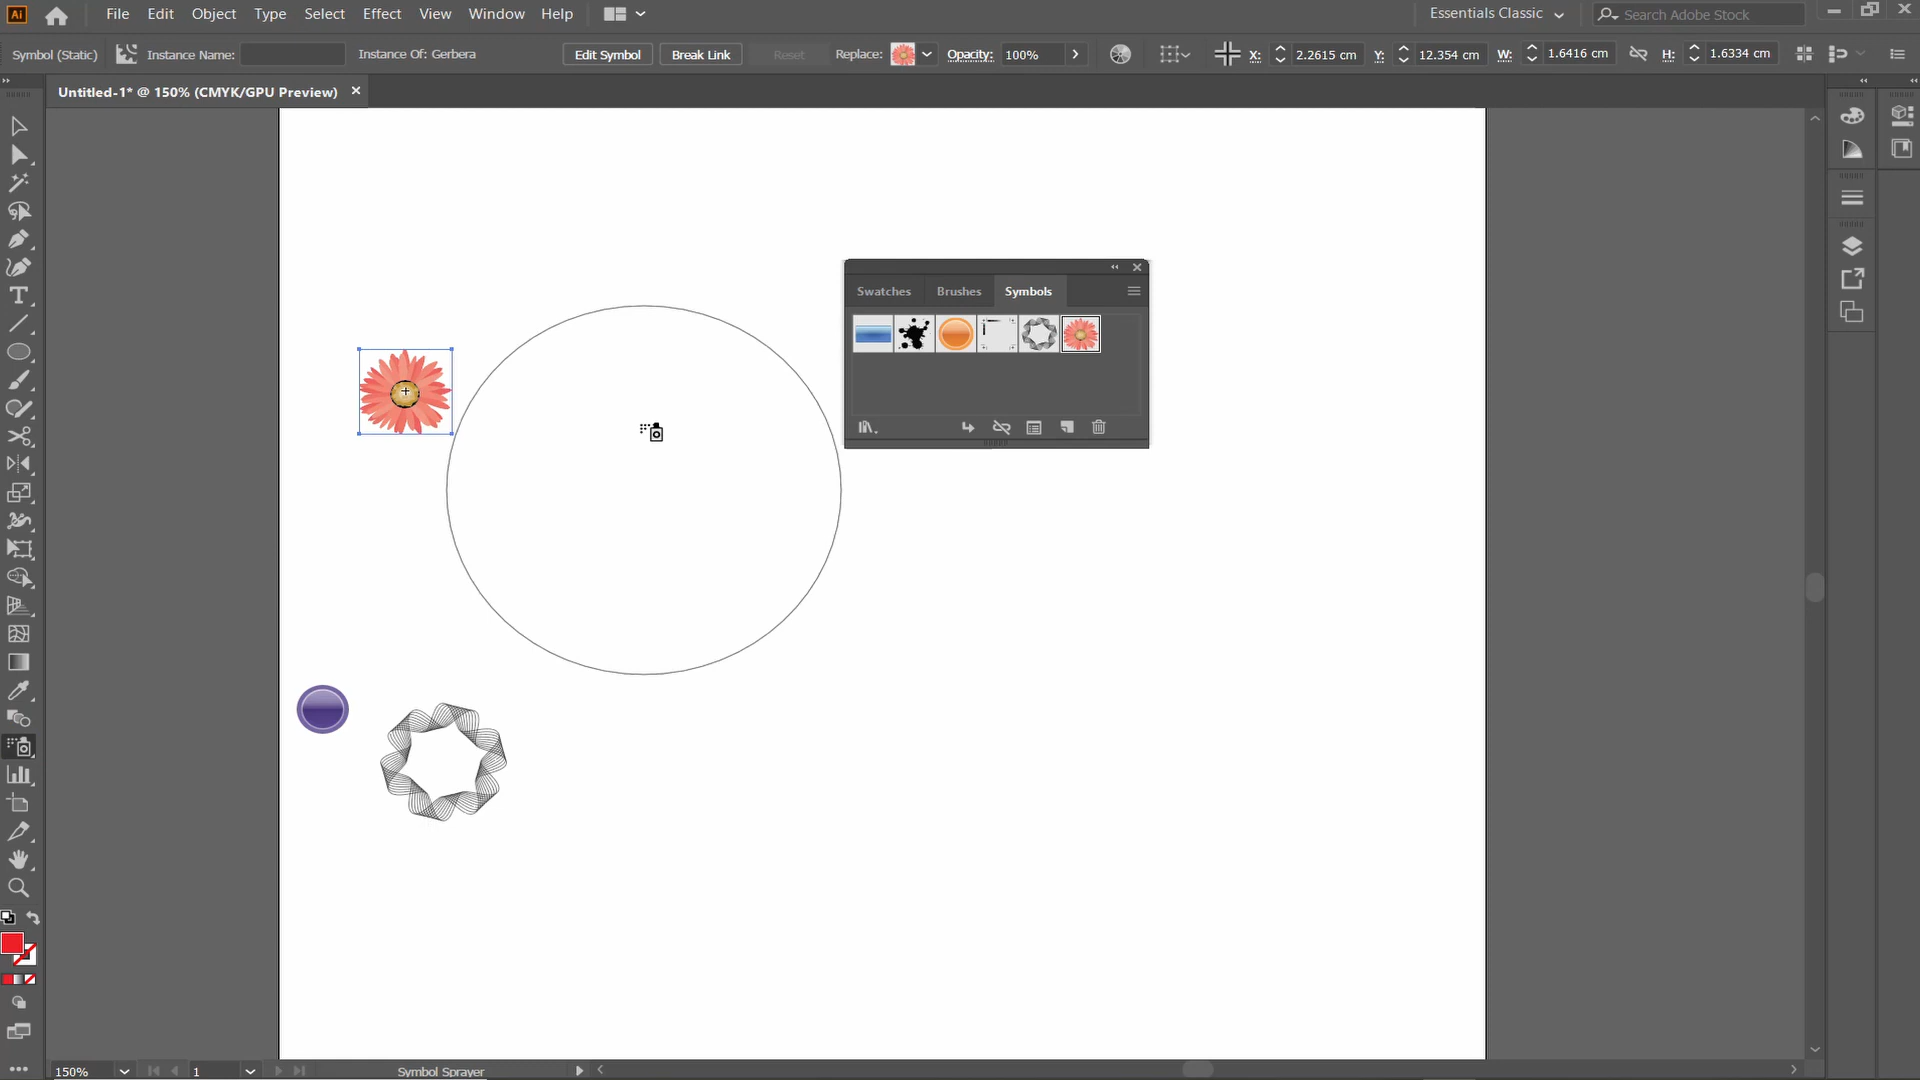 Ai File Edit Object Type Select Effect View Window Help Essentials Classic Search Adobe Stock
Symbol (Static) Instance Name: Instance Of: Gerbera Edit Symbol Break Link Reset Replace: Opacity: 100% X: 2.2615 cm Y: 12.354 cm W: 1.6416 cm H: 1.6334 cm
Untitled-1* @ 150% (CMYK/GPU Preview)
Swatches Brushes Symbols
150% 1 Symbol Sprayer